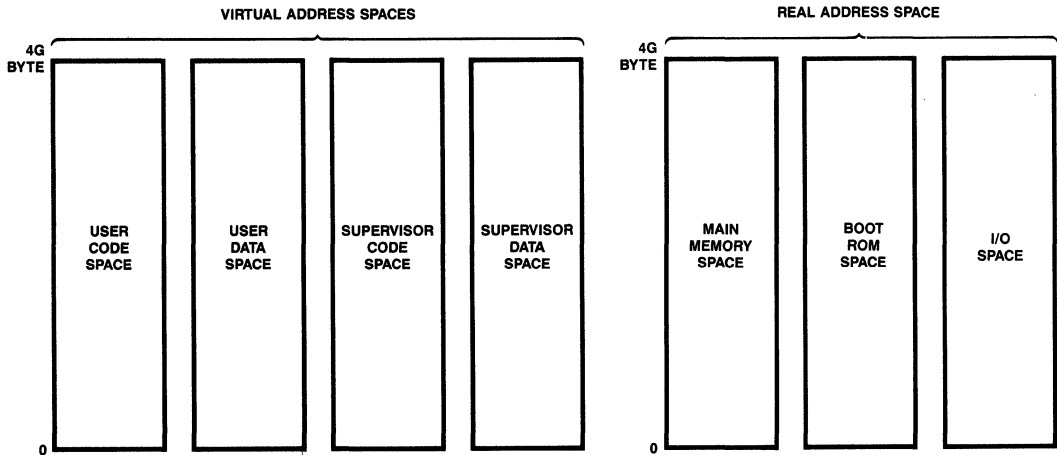 VIRTUAL ADDRESS SPACES
4G
BYTE
USER
CODE
SPACE
USER
DATA
SPACE
SUPERVISOR
CODE
SPACE
SUPERVISOR
DATA
SPACE
0
REAL ADDRESS SPACE
4G
BYTE
MAIN
MEMORY
SPACE
BOOT
ROM
SPACE
I/O
SPACE
0